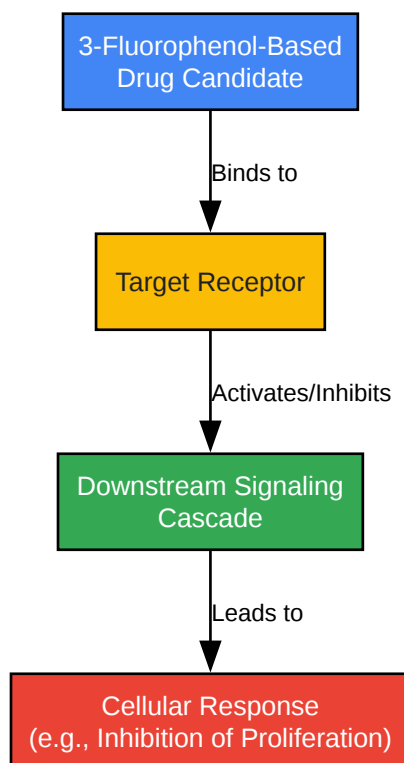 3-Fluorophenol-Based
Drug Candidate
Binds to
Target Receptor
Activates/Inhibits
Downstream Signaling
Cascade
Leads to
Cellular Response
(e.g., Inhibition of Proliferation)